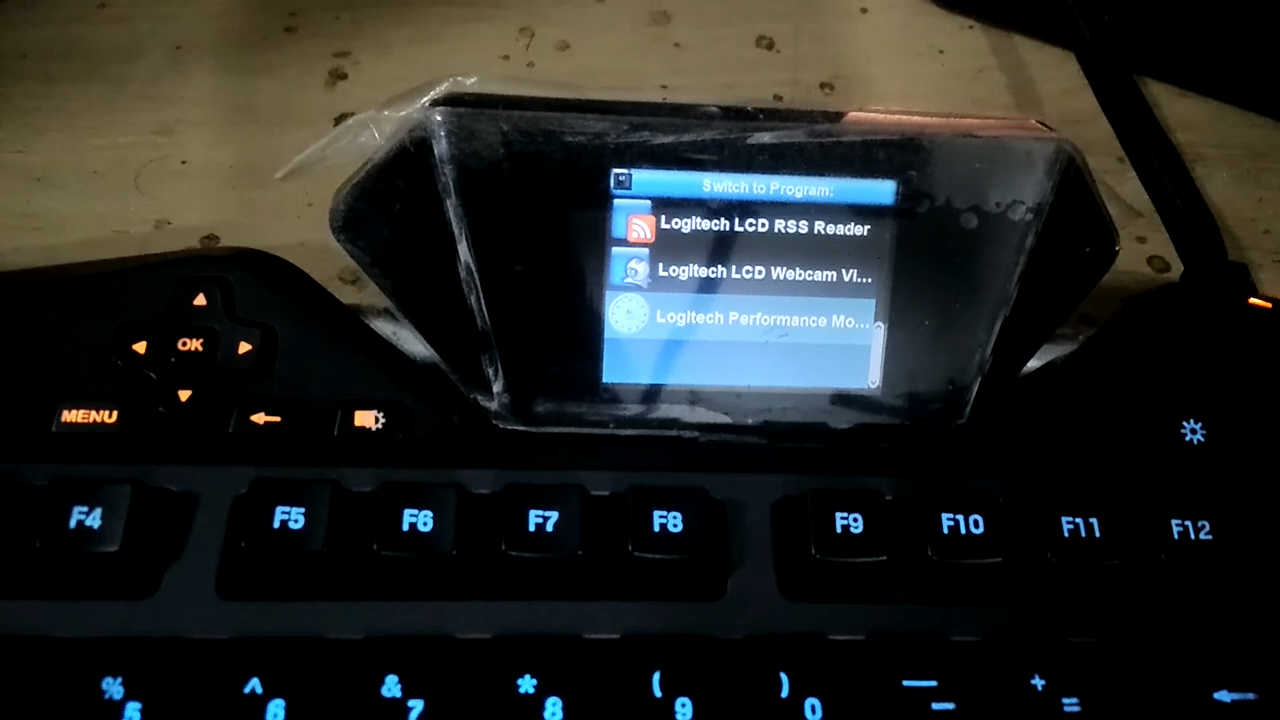 Switch to Program:
Logitech LCD RSS Reader
Logitech LCD Webcam Vi...
Logitech Performance Mo...
OK
MENU
F4 F5 F6 F7 F8 F9 F10 F11 F12
% ^ & * ( ) — +
5 6 7 8 9 0 - =